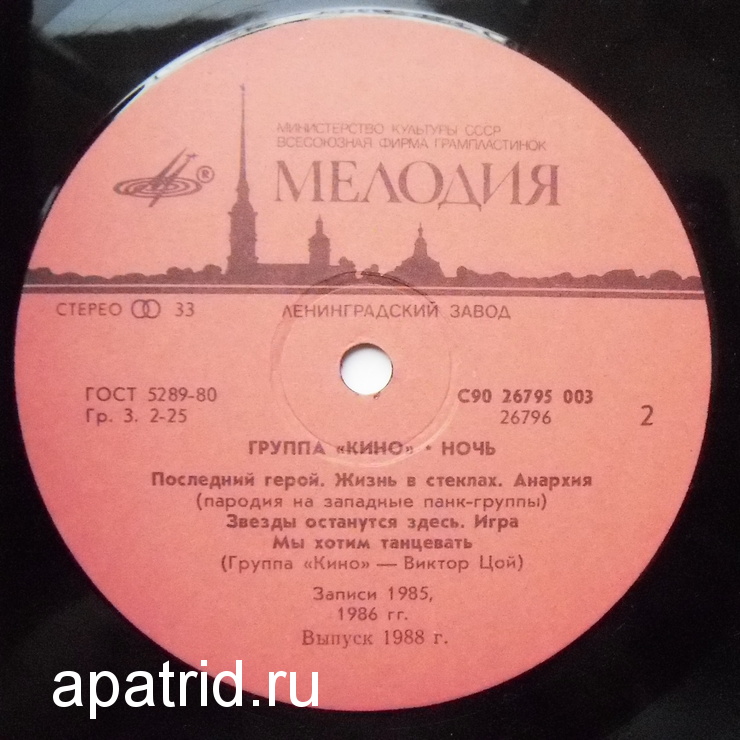 МИНИСТЕРСТВО КУЛЬТУРЫ СССР
ВСЕСОЮЗНАЯ ФИРМА ГРАМПЛАСТИНОК
®
МЕЛОДИЯ
СТЕРЕО 33
ЛЕНИНГРАДСКИЙ ЗАВОД
ГОСТ 5289-80
Гр. 3. 2-25
С90 26795 003
26796
2
ГРУППА «КИНО» • НОЧЬ
Последний герой. Жизнь в стеклах. Анархия
(пародия на западные панк-группы)
Звезды останутся здесь. Игра
Мы хотим танцевать
(Группа «Кино» — Виктор Цой)
Записи 1985,
1986 гг.
Выпуск 1988 г.
apatrid.ru